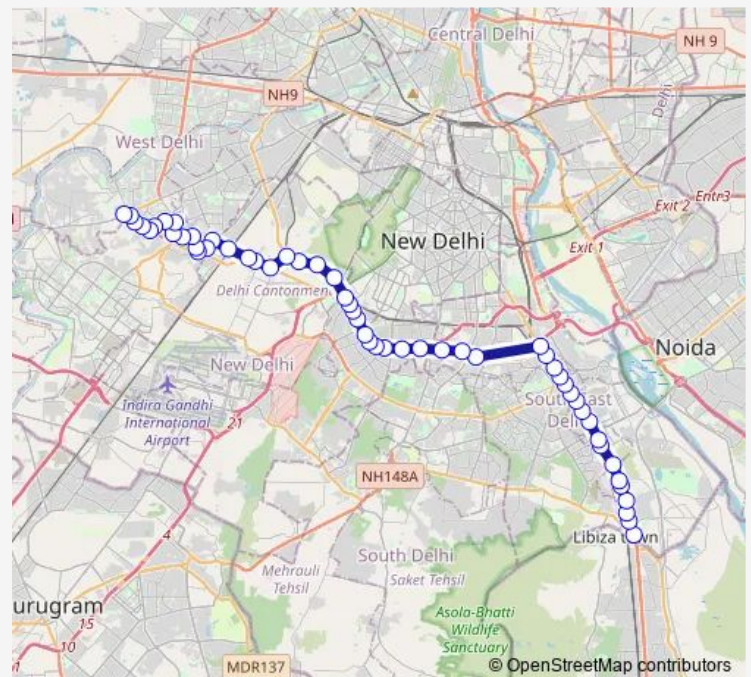 Central Delhi
NH 9
NH9
Delhi
West Delhi
Entr3
Exit 2
New Delhi
Exit 1
Delhi Cantonmen
Noida
New Delhi
Indira Gandhi
International
Airport
21
South East
Del
NH148A
4
Libiza town
South Delhi
Mehrauli
Tehsil
Saket Tehsil
urugram
Asola-Bhatti
Wildlife
Sanctuary
15
10
MDR137
© OpenStreetMap contributors